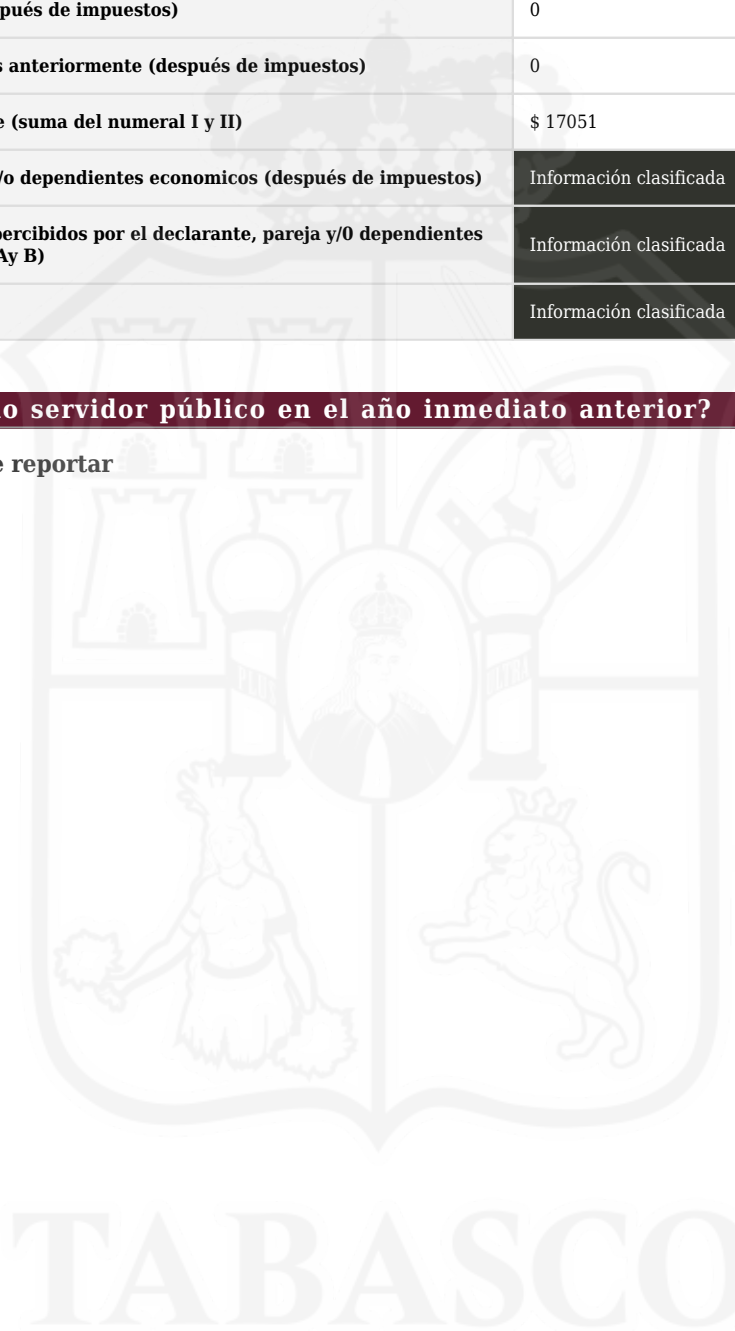 pués de impuestos) 0
s anteriormente (después de impuestos) 0
e (suma del numeral I y II) $ 17051
/o dependientes economicos (después de impuestos) Información clasificada
percibidos por el declarante, pareja y/0 dependientes
Ay B) Información clasificada
Información clasificada
o servidor público en el año inmediato anterior?
e reportar
PLUS ULTRA
TABASCO